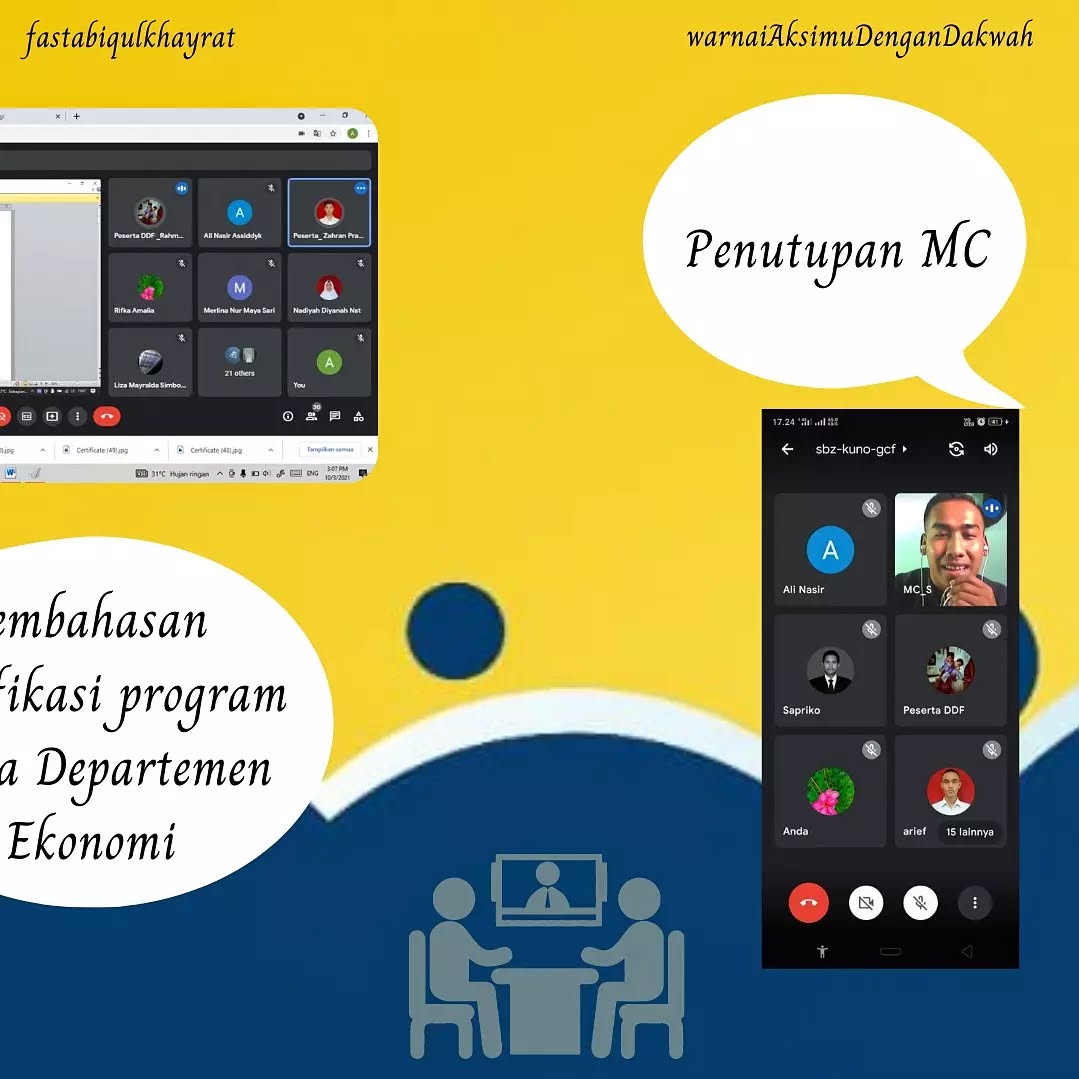 fastabiqulkhayrat
warnaiAksimuDenganDakwah
Penutupan MC
Peserta DDF _Rahm...
Ali Nasir Assiddyk
Peserta_ Zahran Pra...
Rifka Amalia
Merlina Nur Maya Sari
Nadiyah Diyanah Nst
Liza Mayralda Simbo...
21 others
You
30
).jpg
Certificate (49).jpg
Certificate (48).jpg
Tampilkan semua
31°C Hujan ringan
ENG
3:07 PM
10/3/2021
embahasan
fikasi program
a Departemen
Ekonomi
17.24
sbz-kuno-gcf
A
Ali Nasir
MC_S
Sapriko
Peserta DDF
Anda
arief
15 lainnya